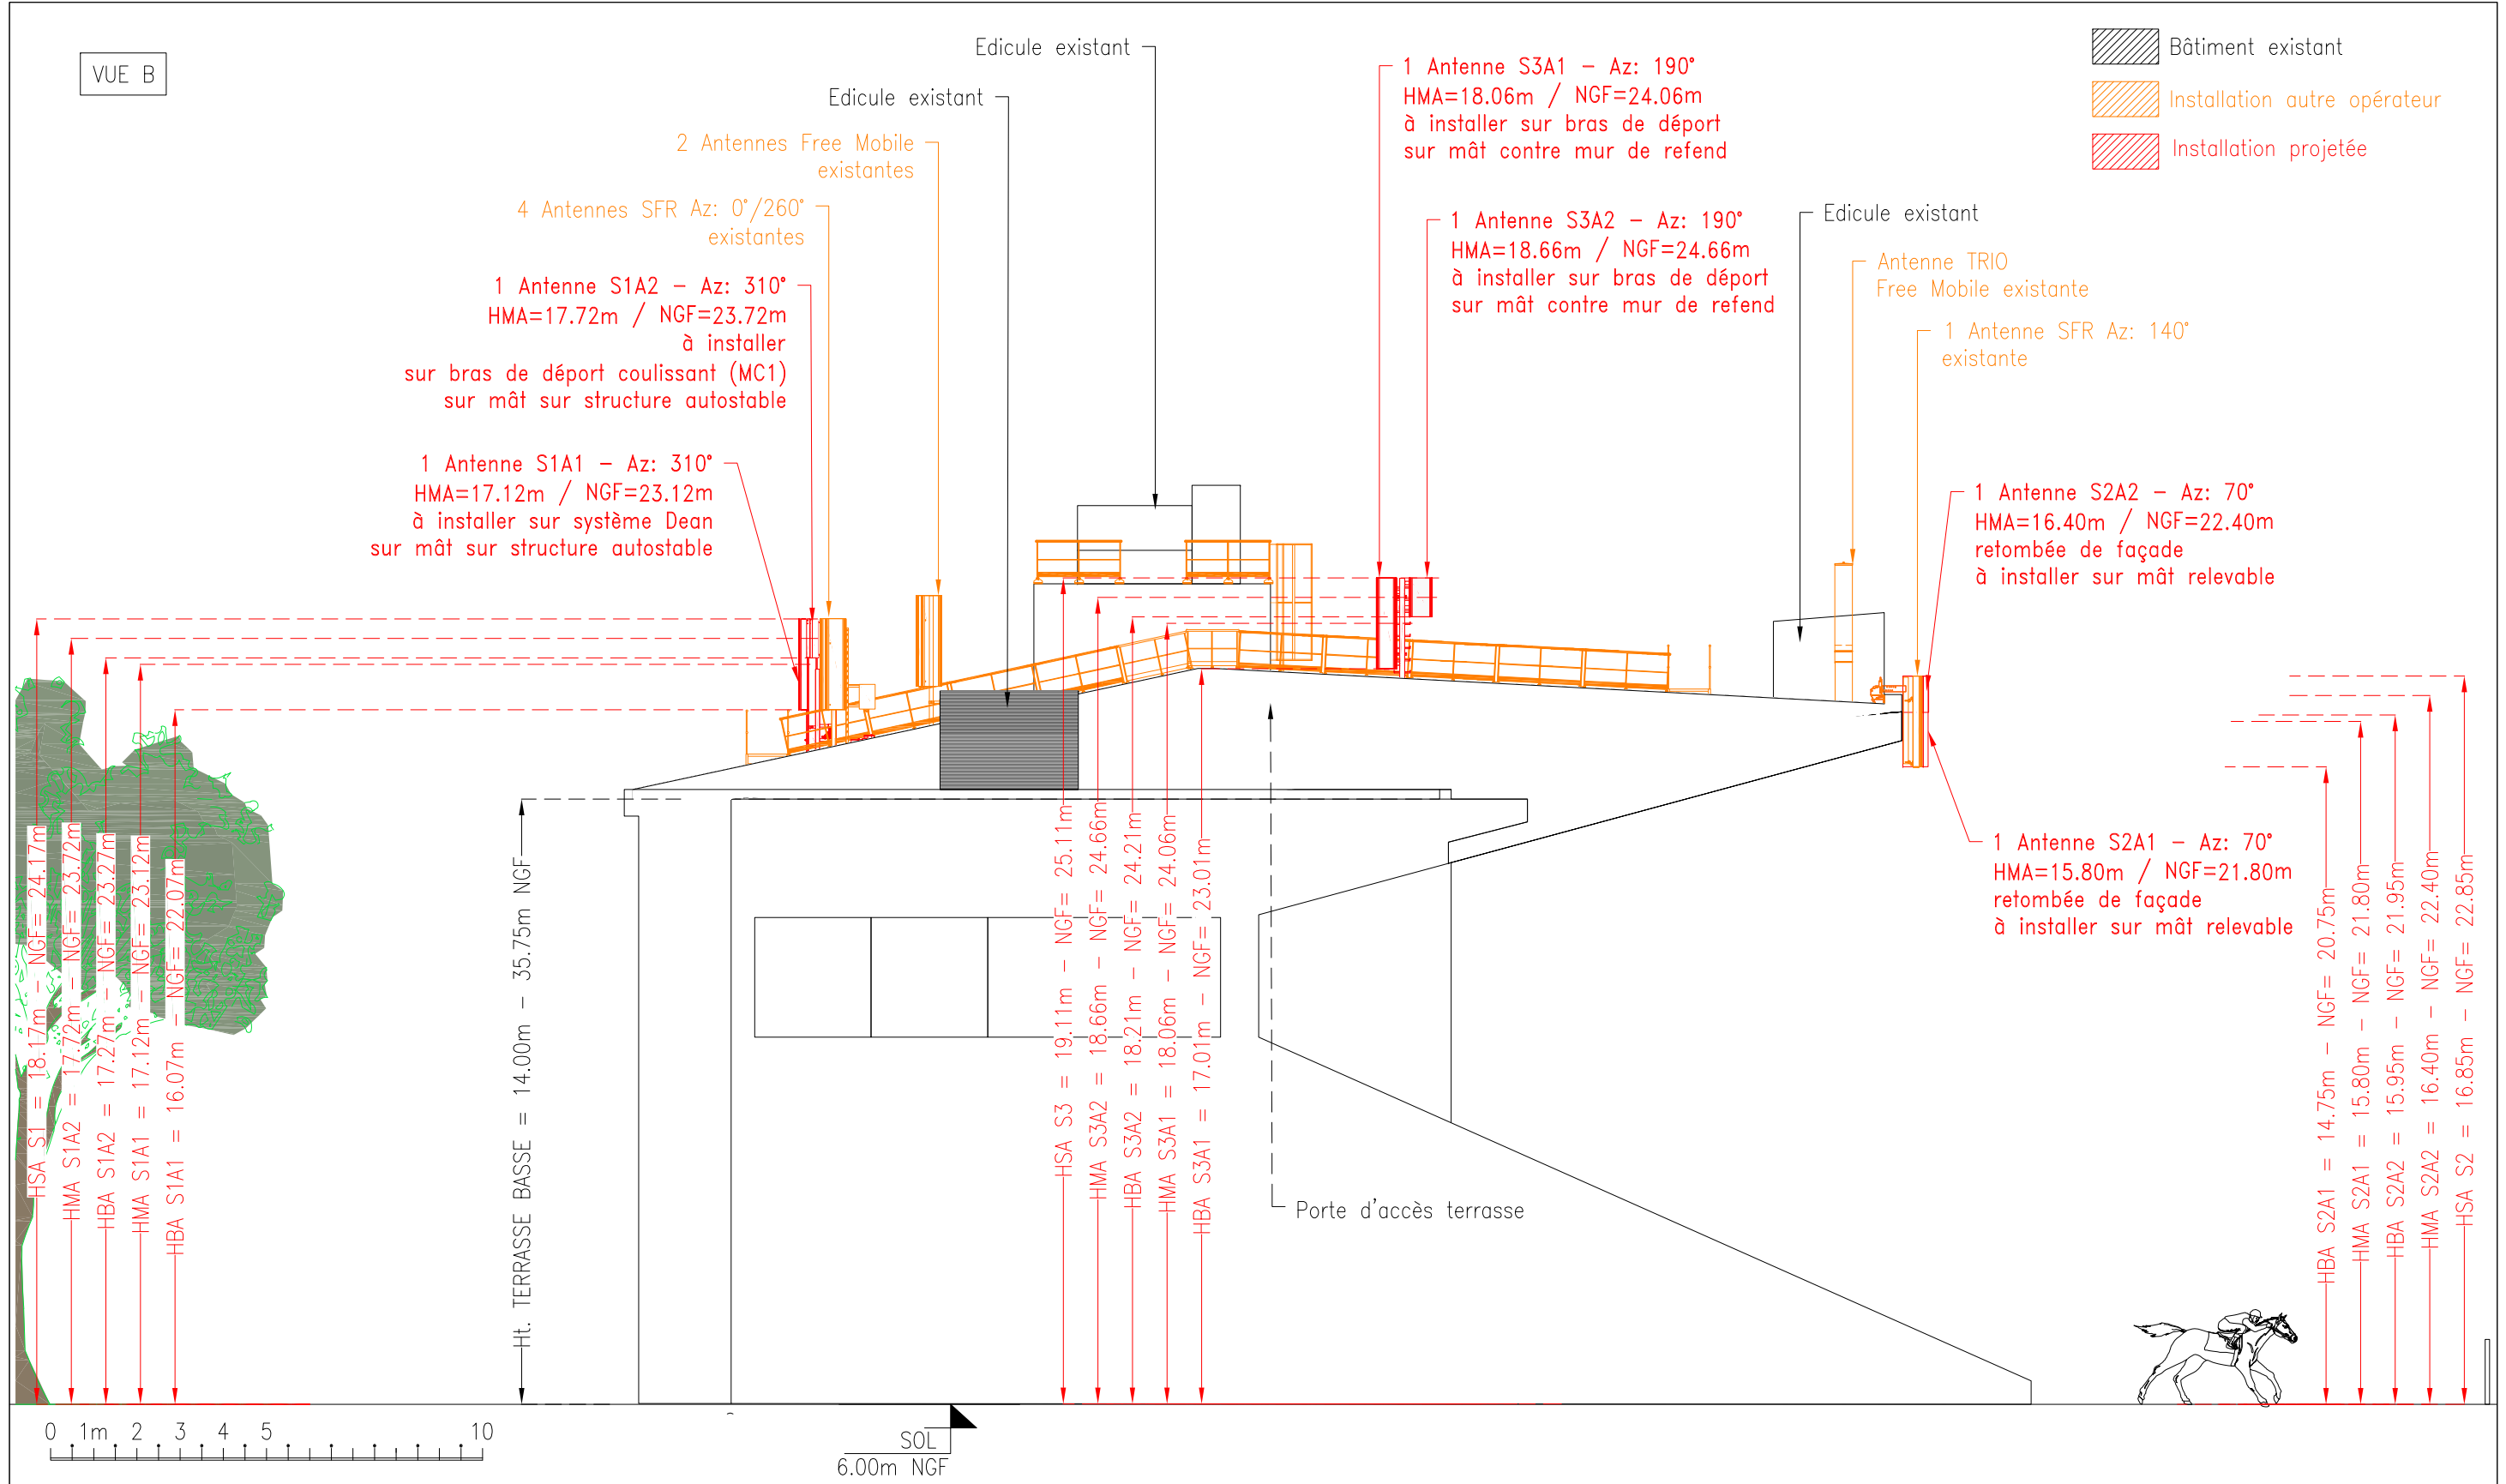 VUE B
Edicule existant
Edicule existant
2 Antennes Free Mobile
existantes
4 Antennes SFR Az: 0°/260°
existantes
1 Antenne S1A2 - Az: 310°
HMA=17.72m / NGF=23.72m
à installer
sur bras de déport coulissant (MC1)
sur mât sur structure autostable
1 Antenne S1A1 - Az: 310°
HMA=17.12m / NGF=23.12m
à installer sur système Dean
sur mât sur structure autostable
1 Antenne S3A1 - Az: 190°
HMA=18.06m / NGF=24.06m
à installer sur bras de déport
sur mât contre mur de refend
1 Antenne S3A2 - Az: 190°
HMA=18.66m / NGF=24.66m
à installer sur bras de déport
sur mât contre mur de refend
Bâtiment existant
Installation autre opérateur
Installation projetée
Edicule existant
Antenne TRIO
Free Mobile existante
1 Antenne SFR Az: 140°
existante
1 Antenne S2A2 - Az: 70°
HMA=16.40m / NGF=22.40m
retombée de façade
à installer sur mât relevable
1 Antenne S2A1 - Az: 70°
HMA=15.80m / NGF=21.80m
retombée de façade
à installer sur mât relevable
HSA S1 = 18.17m - NGF= 24.17m
HMA S1A2 = 17.72m - NGF= 23.72m
HBA S1A2 = 17.27m - NGF= 23.27m
HMA S1A1 = 17.12m - NGF= 23.12m
HBA S1A1 = 16.07m - NGF= 22.07m
Ht. TERRASSE BASSE = 14.00m - 35.75m NGF
HSA S3 = 19.11m - NGF= 25.11m
HMA S3A2 = 18.66m - NGF= 24.66m
HBA S3A2 = 18.21m - NGF= 24.21m
HMA S3A1 = 18.06m - NGF= 24.06m
HBA S3A1 = 17.01m - NGF= 23.01m
Porte d'accès terrasse
HBA S2A1 = 14.75m - NGF= 20.75m
HMA S2A1 = 15.80m - NGF= 21.80m
HBA S2A2 = 15.95m - NGF= 21.95m
HMA S2A2 = 16.40m - NGF= 22.40m
HSA S2 = 16.85m - NGF= 22.85m
0 1m 2 3 4 5 10
SOL
6.00m NGF